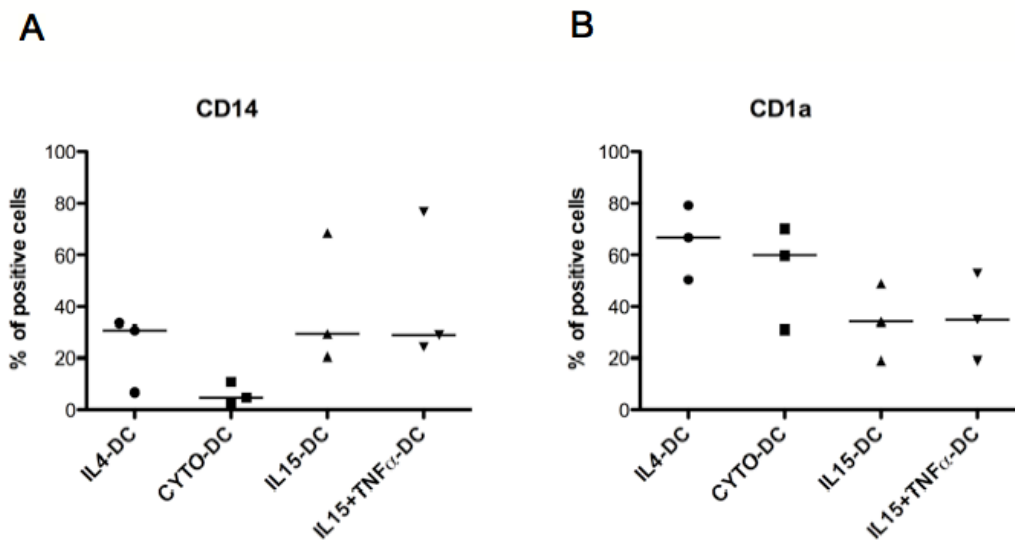 A
CD14
% of positive cells
100
80
60
40
20
0
IL4-DC
CYTO-DC
IL15-DC
IL15+TNFα-DC
B
CD1a
% of positive cells
100
80
60
40
20
0
IL4-DC
CYTO-DC
IL15-DC
IL15+TNFα-DC